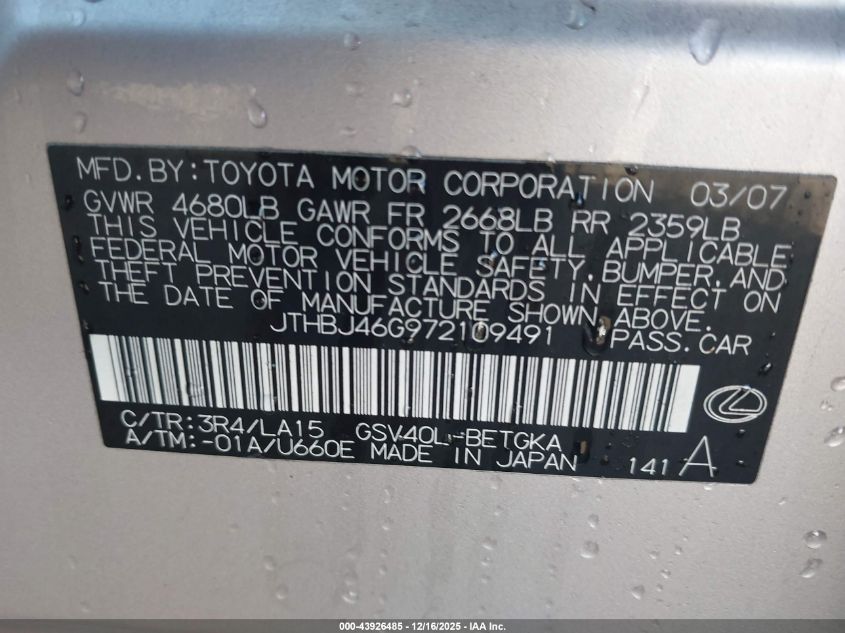 MFD. BY: TOYOTA MOTOR CORPORATION 03/07
GVWR 4680LB GAWR FR 2668LB RR 2359LB
THIS VEHICLE CONFORMS TO ALL APPLICABLE
FEDERAL MOTOR VEHICLE SAFETY, BUMPER, AND
THEFT PREVENTION STANDARDS IN EFFECT ON
THE DATE OF MANUFACTURE SHOWN ABOVE.
JTHBJ46G972109491 PASS. CAR
C/TR: 3R4/LA15 GSV40L-BETGKA
A/TM: -01A/U660E MADE IN JAPAN 141 A
000-43926485 - 12/16/2025 - IAAI.COM